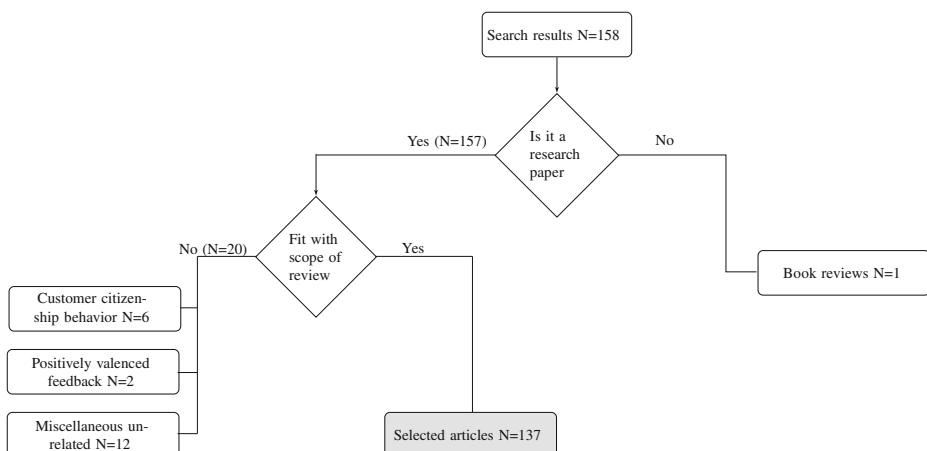 Search results N=158
Is it a
research
paper
Yes (N=157)
No
Fit with
scope of
review
No (N=20)
Yes
Book reviews N=1
Customer citizen-
ship behavior N=6
Positively valenced
feedback N=2
Miscellaneous un-
related N=12
Selected articles N=137